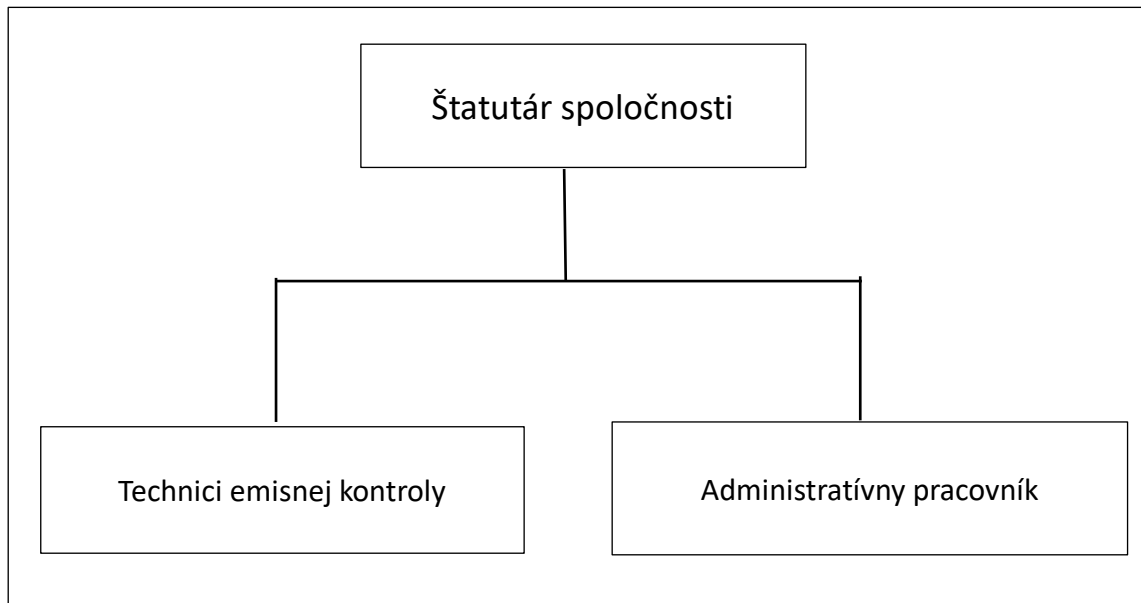 Štatutár spoločnosti
Technici emisnej kontroly
Administratívny pracovník